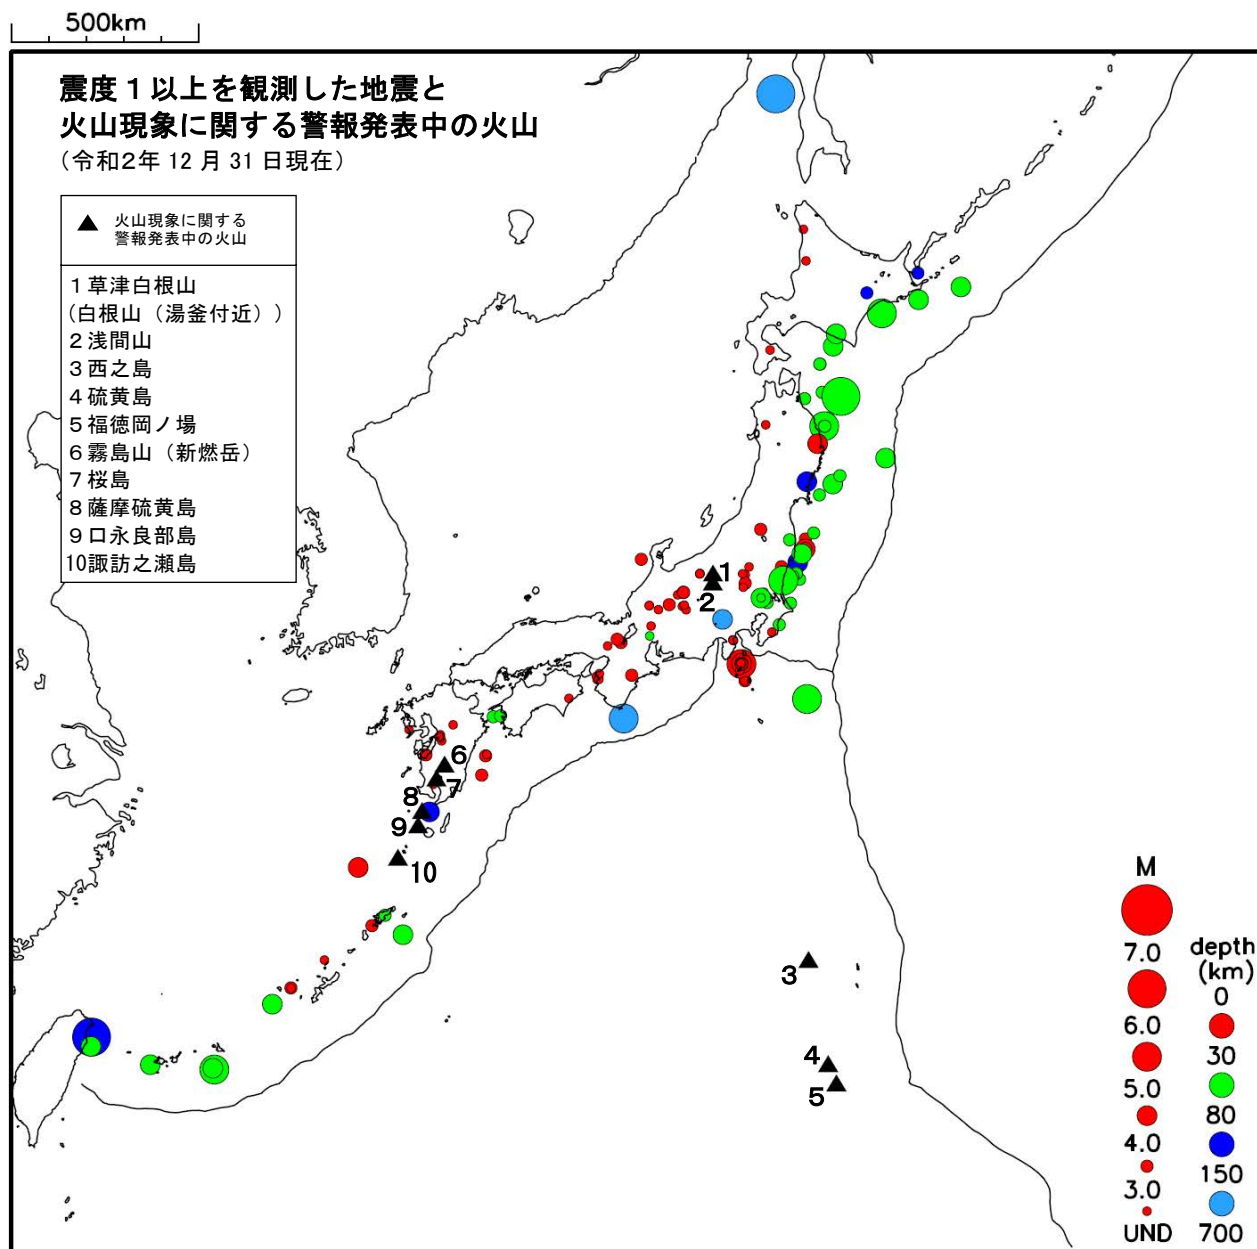 500km
震度１以上を観測した地震と
火山現象に関する警報発表中の火山
（令和2年 12 月 31 日現在）
▲ 火山現象に関する
警報発表中の火山
１草津白根山
(白根山（湯釜付近）)
２浅間山
３西之島
４硫黄島
５福徳岡ノ場
６霧島山（新燃岳）
７桜島
８薩摩硫黄島
９口永良部島
10諏訪之瀬島
1
2
6
7
8
9
10
3
4
5
M
7.0
6.0
5.0
4.0
3.0
UND
depth
(km)
0
30
80
150
700